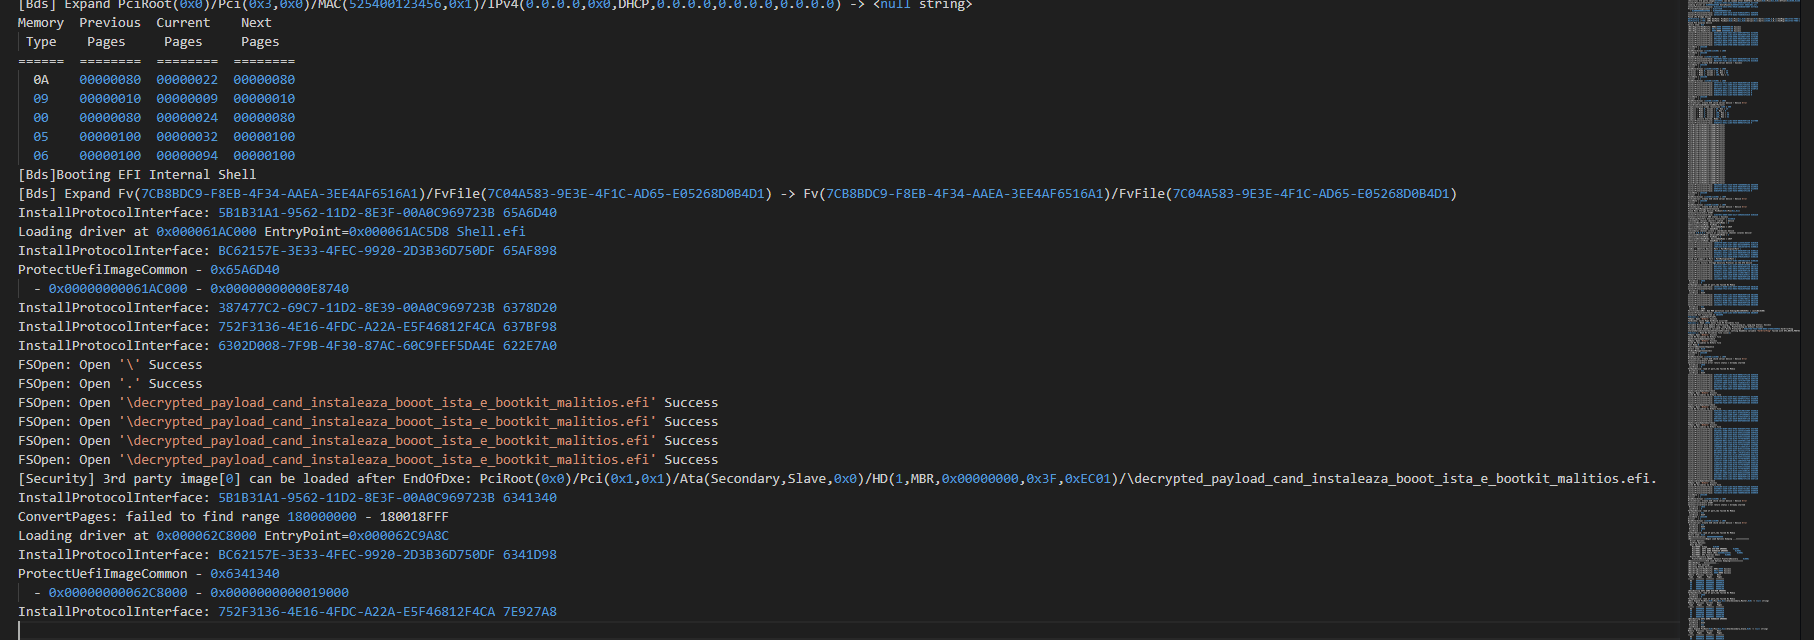 [Bds] Expand PciRoot(0x0)/Pci(0x3,0x0)/MAC(525400123456,0x1)/IPv4(0.0.0.0,0x0,DHCP,0.0.0.0,0.0.0.0,0.0.0.0) -> <null string>
Memory  Previous  Current    Next
 Type    Pages     Pages     Pages
======  ========  ========  ========
  0A    00000080  00000022  00000080
  09    00000010  00000009  00000010
  00    00000080  00000024  00000080
  05    00000100  00000032  00000100
  06    00000100  00000094  00000100
[Bds]Booting EFI Internal Shell
[Bds] Expand Fv(7CB8BDC9-F8EB-4F34-AAEA-3EE4AF6516A1)/FvFile(7C04A583-9E3E-4F1C-AD65-E05268D0B4D1) -> Fv(7CB8BDC9-F8EB-4F34-AAEA-3EE4AF6516A1)/FvFile(7C04A583-9E3E-4F1C-AD65-E05268D0B4D1)
InstallProtocolInterface: 5B1B31A1-9562-11D2-8E3F-00A0C969723B 65A6D40
Loading driver at 0x000061AC000 EntryPoint=0x000061AC5D8 Shell.efi
InstallProtocolInterface: BC62157E-3E33-4FEC-9920-2D3B36D750DF 65AF898
ProtectUefiImageCommon - 0x65A6D40
  - 0x00000000061AC000 - 0x00000000000E8740
InstallProtocolInterface: 387477C2-69C7-11D2-8E39-00A0C969723B 6378D20
InstallProtocolInterface: 752F3136-4E16-4FDC-A22A-E5F46812F4CA 637BF98
InstallProtocolInterface: 6302D008-7F9B-4F30-87AC-60C9FEF5DA4E 622E7A0
FSOpen: Open '\' Success
FSOpen: Open '.' Success
FSOpen: Open '\decrypted_payload_cand_instaleaza_booot_ista_e_bootkit_malitios.efi' Success
FSOpen: Open '\decrypted_payload_cand_instaleaza_booot_ista_e_bootkit_malitios.efi' Success
FSOpen: Open '\decrypted_payload_cand_instaleaza_booot_ista_e_bootkit_malitios.efi' Success
FSOpen: Open '\decrypted_payload_cand_instaleaza_booot_ista_e_bootkit_malitios.efi' Success
[Security] 3rd party image[0] can be loaded after EndOfDxe: PciRoot(0x0)/Pci(0x1,0x1)/Ata(Secondary,Slave,0x0)/HD(1,MBR,0x00000000,0x3F,0xEC01)/\decrypted_payload_cand_instaleaza_booot_ista_e_bootkit_malitios.efi.
InstallProtocolInterface: 5B1B31A1-9562-11D2-8E3F-00A0C969723B 6341340
ConvertPages: failed to find range 180000000 - 180018FFF
Loading driver at 0x000062C8000 EntryPoint=0x000062C9A8C
InstallProtocolInterface: BC62157E-3E33-4FEC-9920-2D3B36D750DF 6341D98
ProtectUefiImageCommon - 0x6341340
  - 0x00000000062C8000 - 0x0000000000019000
InstallProtocolInterface: 752F3136-4E16-4FDC-A22A-E5F46812F4CA 7E927A8